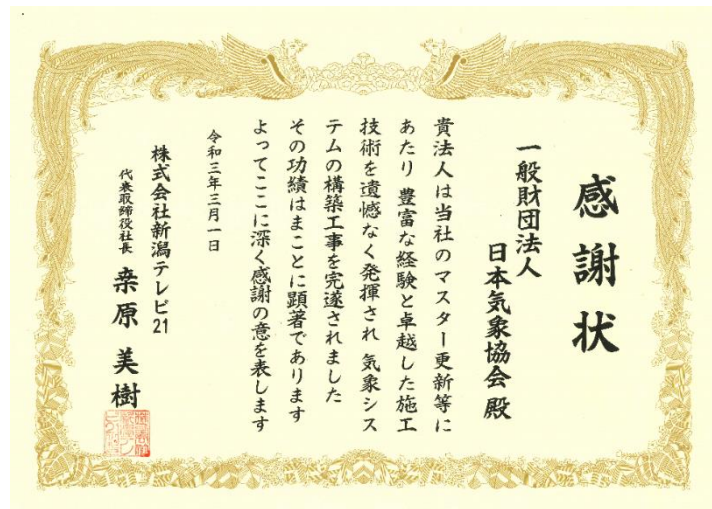 感謝状
一般財団法人
日本気象協会殿
貴法人は当社のマスター更新等に
あたり 豊富な経験と卓越した施工
技術を遺憾なく発揮され 気象シス
テムの構築工事を完遂されました
その功績はまことに顕著であります
よってここに深く感謝の意を表します
令和三年三月一日
株式会社新潟テレビ21
代表取締役社長 桒原美樹